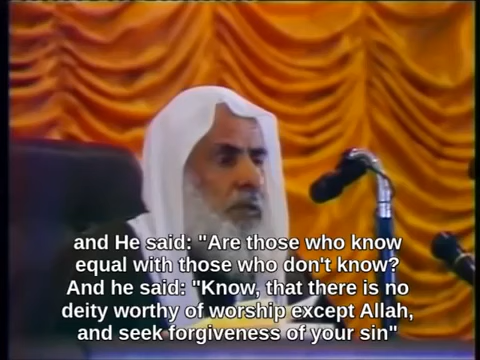 and He said: "Are those who know
equal with those who don't know?
And he said: "Know, that there is no
deity worthy of worship except Allah,
and seek forgiveness of your sin"